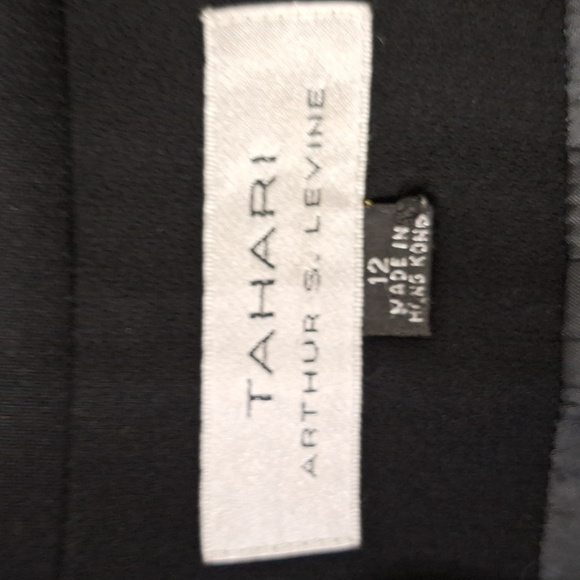 TAHARI
ARTHUR S. LEVINE
12
MADE IN
HONG KONG